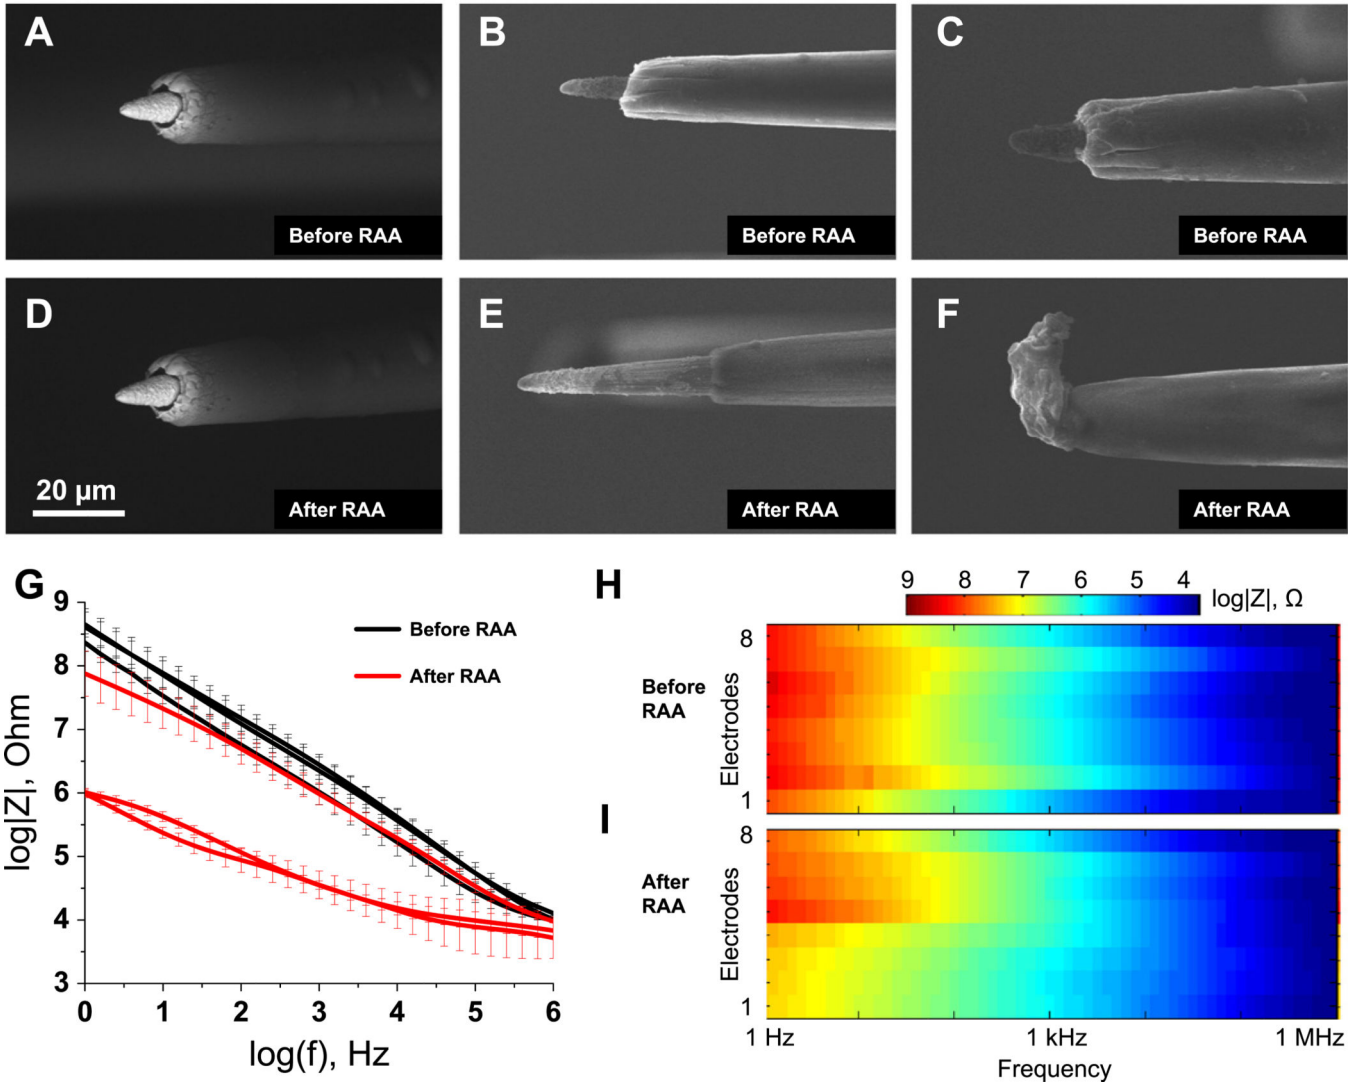 A
B
C
Before RAA
Before RAA
Before RAA
D
E
F
20 µm
After RAA
After RAA
After RAA
G
9
8
7
6
5
4
3
0 1 2 3 4 5 6
log|Z|, Ohm
log(f), Hz
Before RAA
After RAA
H
9 8 7 6 5 4
log|Z|, Ω
Before
RAA
Electrodes
8
1
I
After
RAA
Electrodes
8
1
1 Hz 1 kHz 1 MHz
Frequency